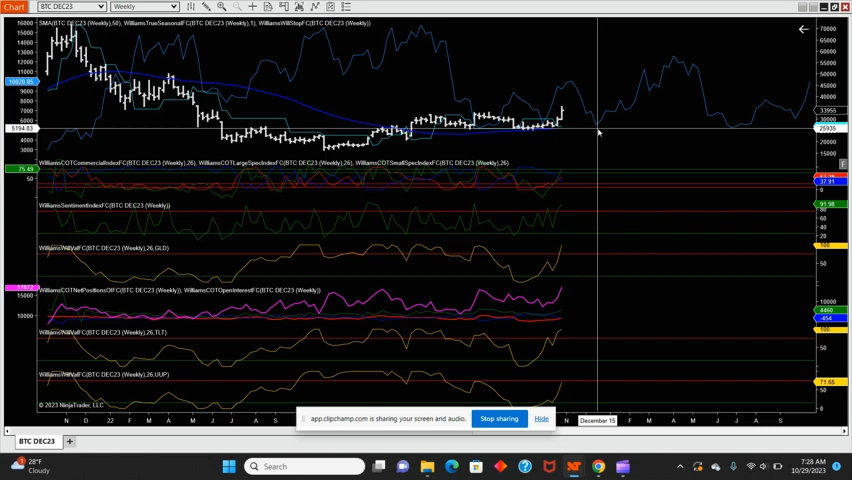 Chart
BTC DEC23
Weekly
SMA(BTC DEC23 (Weekly),50), WilliamsTrueSeasonalFC(BTC DEC23 (Weekly),1), WilliamsWillStopFC(BTC DEC23 (Weekly))
16000
15000
14000
13000
12000
11000
10020.85
9000
8000
7000
6000
5194.83
4000
3000
70000
65000
60000
55000
50000
45000
40000
33955
30000
25935
20000
15000
F
WilliamsCOTCommercialIndexFC(BTC DEC23 (Weekly),26), WilliamsCOTLargeSpecIndexFC(BTC DEC23 (Weekly),26), WilliamsCOTSmallSpecIndexFC(BTC DEC23 (Weekly),26)
75.49
50
37.91
0
WilliamsSentimentIndexFC(BTC DEC23 (Weekly))
91.98
80
60
40
20
WilliamsWillValFC(BTC DEC23 (Weekly),26,GLD)
100
50
WilliamsCOTNetPositionsOIFC(BTC DEC23 (Weekly)), WilliamsCOTOpenInterestFC(BTC DEC23 (Weekly))
17072
15000
10000
10000
4460
-454
WilliamsWillValFC(BTC DEC23 (Weekly),26,TLT)
100
50
0
WilliamsWillValFC(BTC DEC23 (Weekly),26,UUP)
71.65
50
0
© 2023 NinjaTrader, LLC
N D 22 F M A M J J A S N December 15 J F M A M J J A S
app.clipchamp.com is sharing your screen and audio.
Stop sharing
Hide
BTC DEC23
+
1
28°F
Cloudy
Search
7:28 AM
10/29/2023